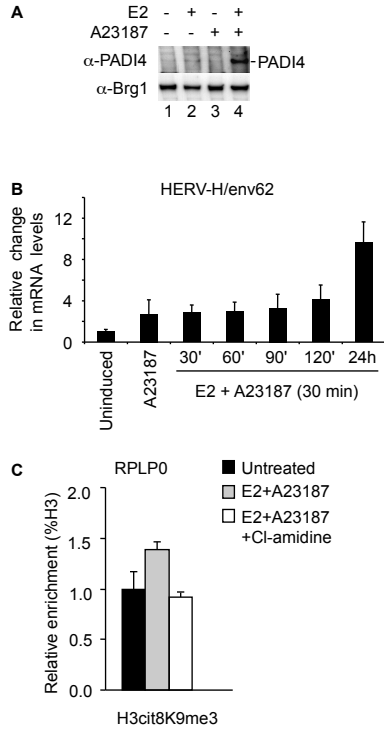 A
E2 - + - +
A23187 - - + +
α-PADI4
-PADI4
α-Brg1
1 2 3 4
B
HERV-H/env62
Relative change
in mRNA levels
12
8
4
0
Uninduced
A23187
30' 60' 90' 120' 24h
E2 + A23187 (30 min)
C
RPLP0
Untreated
E2+A23187
E2+A23187
+Cl-amidine
Relative enrichment (%H3)
2.0
1.5
1.0
0.5
0.0
H3cit8K9me3